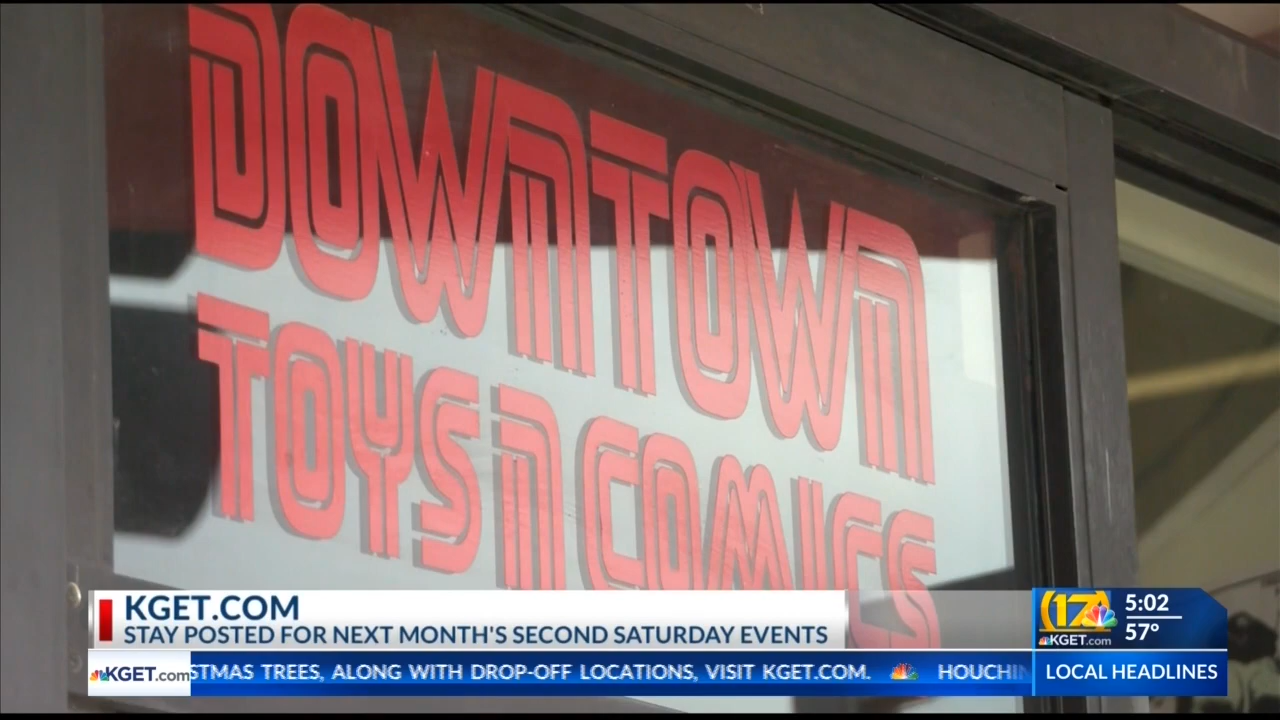 DOWNTOWN
TOYS N COMICS
KGET.COM
STAY POSTED FOR NEXT MONTH'S SECOND SATURDAY EVENTS
17
KGET.com
5:02
57°
KGET.com
STMAS TREES, ALONG WITH DROP-OFF LOCATIONS, VISIT KGET.COM. HOUCHIN
LOCAL HEADLINES